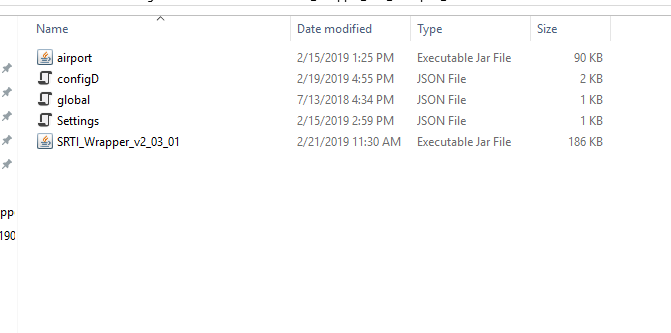 Name Date modified Type Size
airport 2/15/2019 1:25 PM Executable Jar File 90 KB
configD 2/19/2019 4:55 PM JSON File 2 KB
global 7/13/2018 4:34 PM JSON File 1 KB
Settings 2/15/2019 2:59 PM JSON File 1 KB
SRTI_Wrapper_v2_03_01 2/21/2019 11:30 AM Executable Jar File 186 KB
pp
190